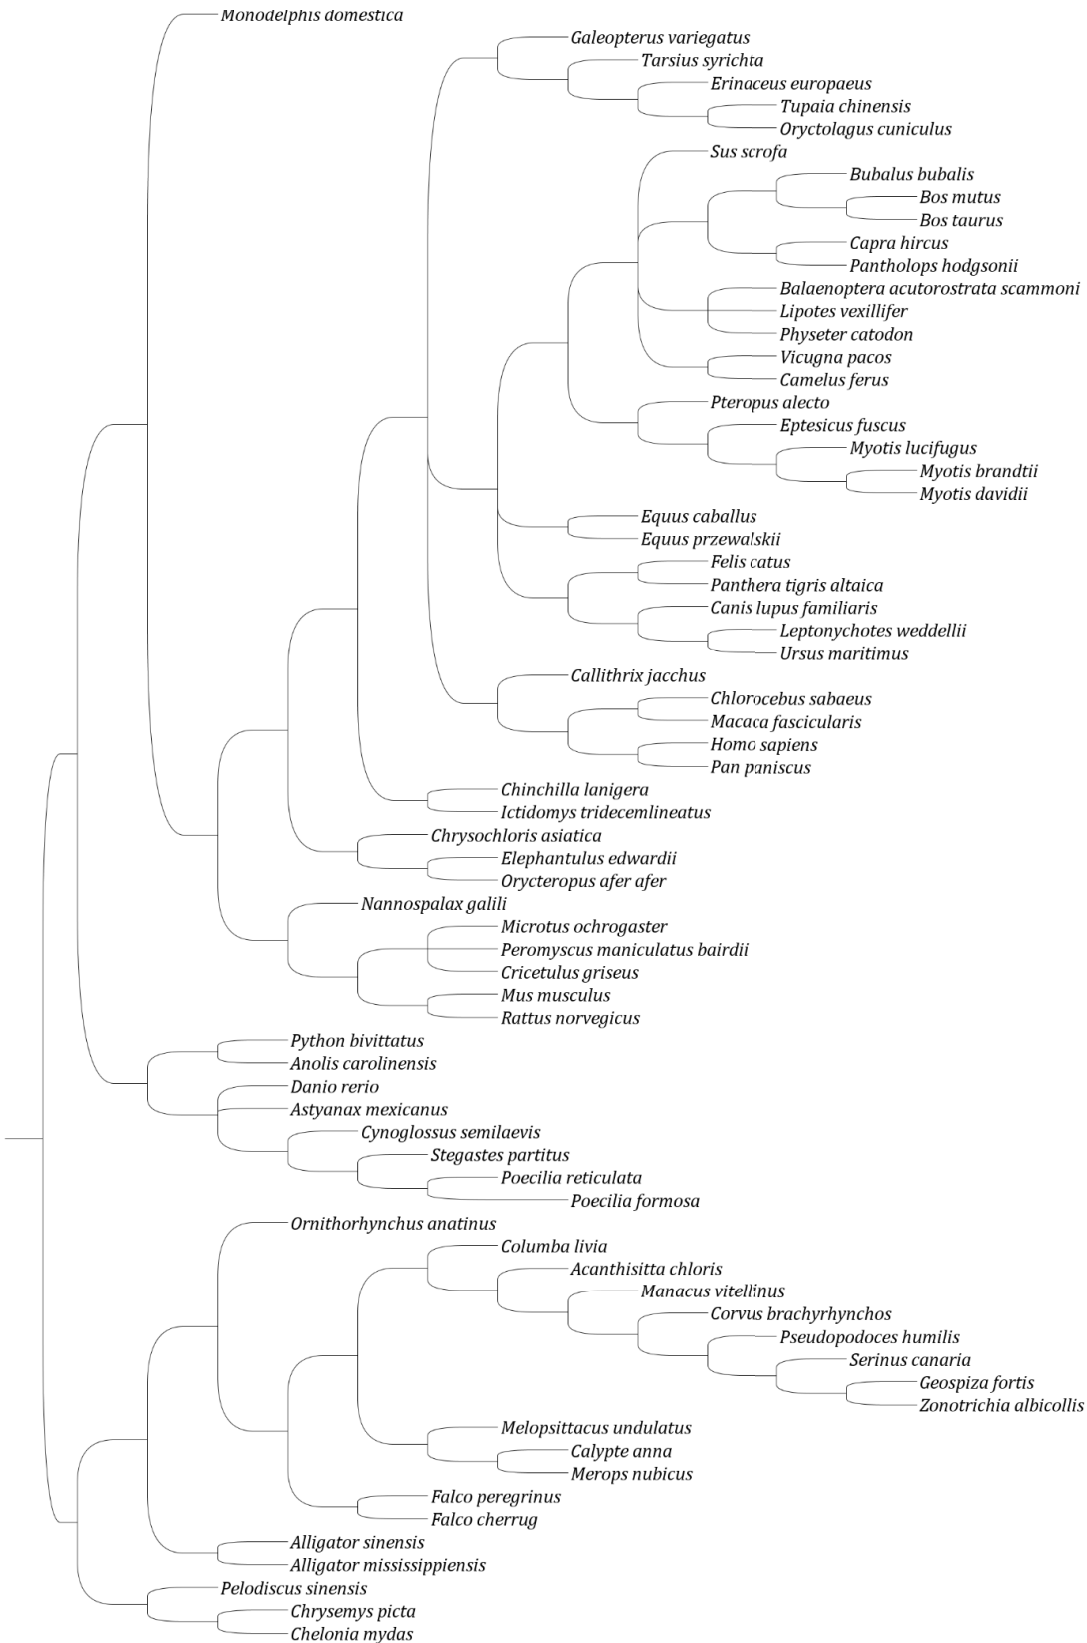 Monodelphis domestica
Galeopterus variegatus
Tarsius syrichta
Erinaceus europaeus
Tupaia chinensis
Oryctolagus cuniculus
Sus scrofa
Bubalus bubalis
Bos mutus
Bos taurus
Capra hircus
Pantholops hodgsonii
Balaenoptera acutorostrata scammoni
Lipotes vexillifer
Physeter catodon
Vicugna pacos
Camelus ferus
Pteropus alecto
Eptesicus fuscus
Myotis lucifugus
Myotis brandtii
Myotis davidii
Equus caballus
Equus przewalskii
Felis catus
Panthera tigris altaica
Canis lupus familiaris
Leptonychotes weddellii
Ursus maritimus
Callithrix jacchus
Chlorocebus sabaeus
Macaca fascicularis
Homo sapiens
Pan paniscus
Chinchilla lanigera
Ictidomys tridecemlineatus
Chrysochloris asiatica
Elephantulus edwardii
Orycteropus afer afer
Nannospalax galili
Microtus ochrogaster
Peromyscus maniculatus bairdii
Cricetulus griseus
Mus musculus
Rattus norvegicus
Python bivittatus
Anolis carolinensis
Danio rerio
Astyanax mexicanus
Cynoglossus semilaevis
Stegastes partitus
Poecilia reticulata
Poecilia formosa
Ornithorhynchus anatinus
Columba livia
Acanthisitta chloris
Manacus vitellinus
Corvus brachyrhynchos
Pseudopodoces humilis
Serinus canaria
Geospiza fortis
Zonotrichia albicollis
Melopsittacus undulatus
Calypte anna
Merops nubicus
Falco peregrinus
Falco cherrug
Alligator sinensis
Alligator mississippiensis
Pelodiscus sinensis
Chrysemys picta
Chelonia mydas